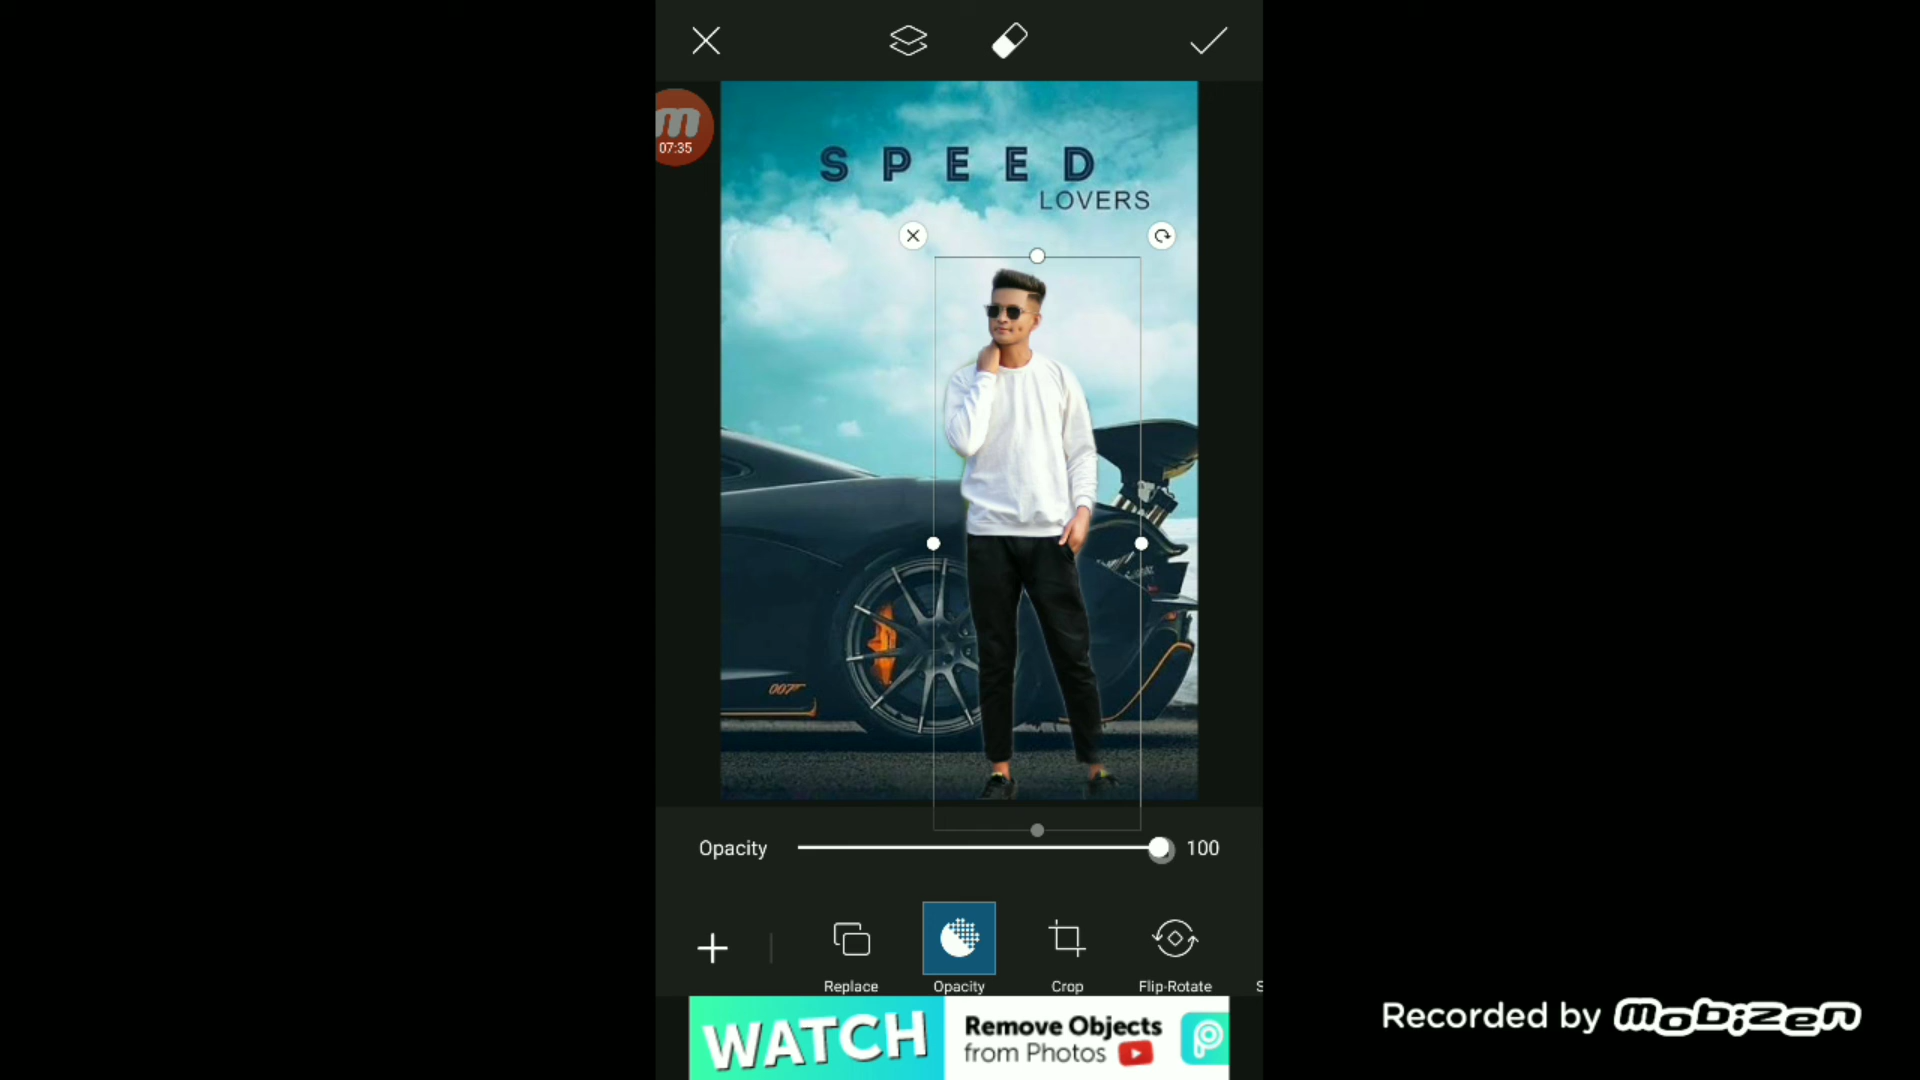 07:35
SPEED
LOVERS
007
Opacity 100
Replace Opacity Crop Flip-Rotate S
WATCH
Remove Objects
from Photos
Recorded by mobizen